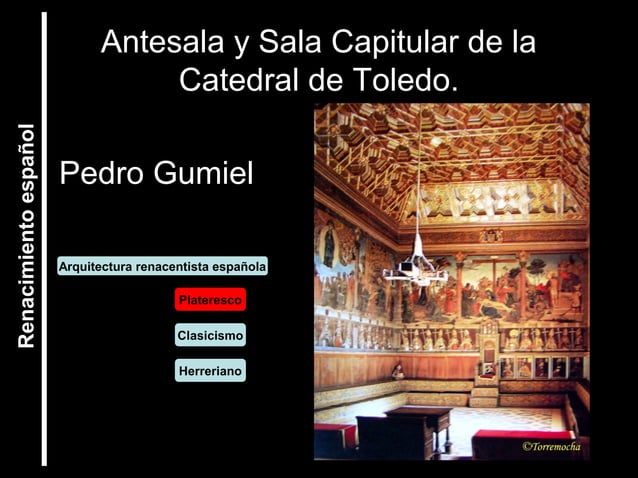 Antesala y Sala Capitular de la
Catedral de Toledo.
Renacimiento español
Pedro Gumiel
Arquitectura renacentista española
Plateresco
Clasicismo
Herreriano
©Torremocha